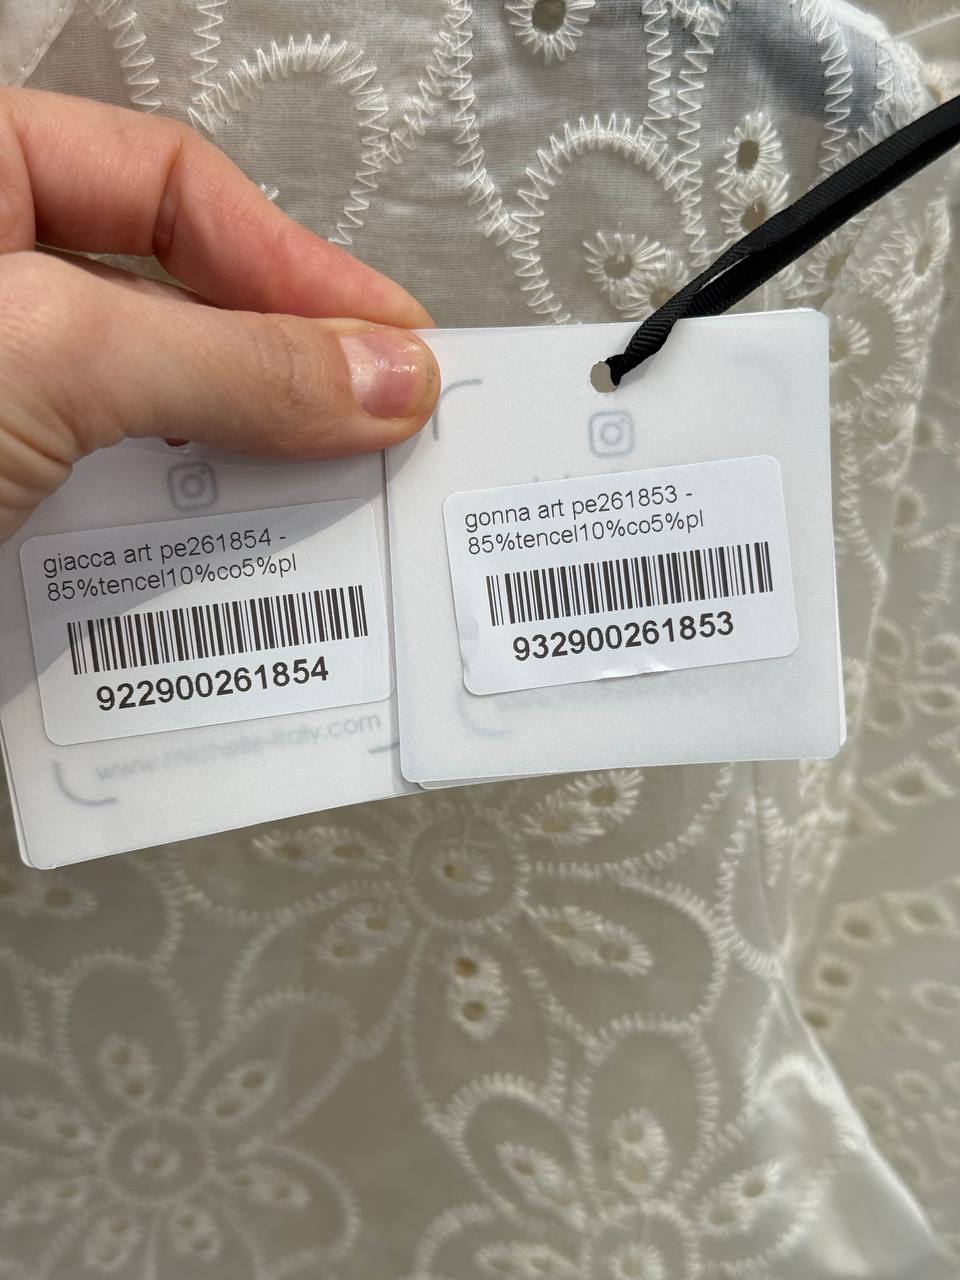 giacca art pe261854 -
85%tencel10%co5%pl
922900261854
gonna art pe261853 -
85%tencel10%co5%pl
932900261853